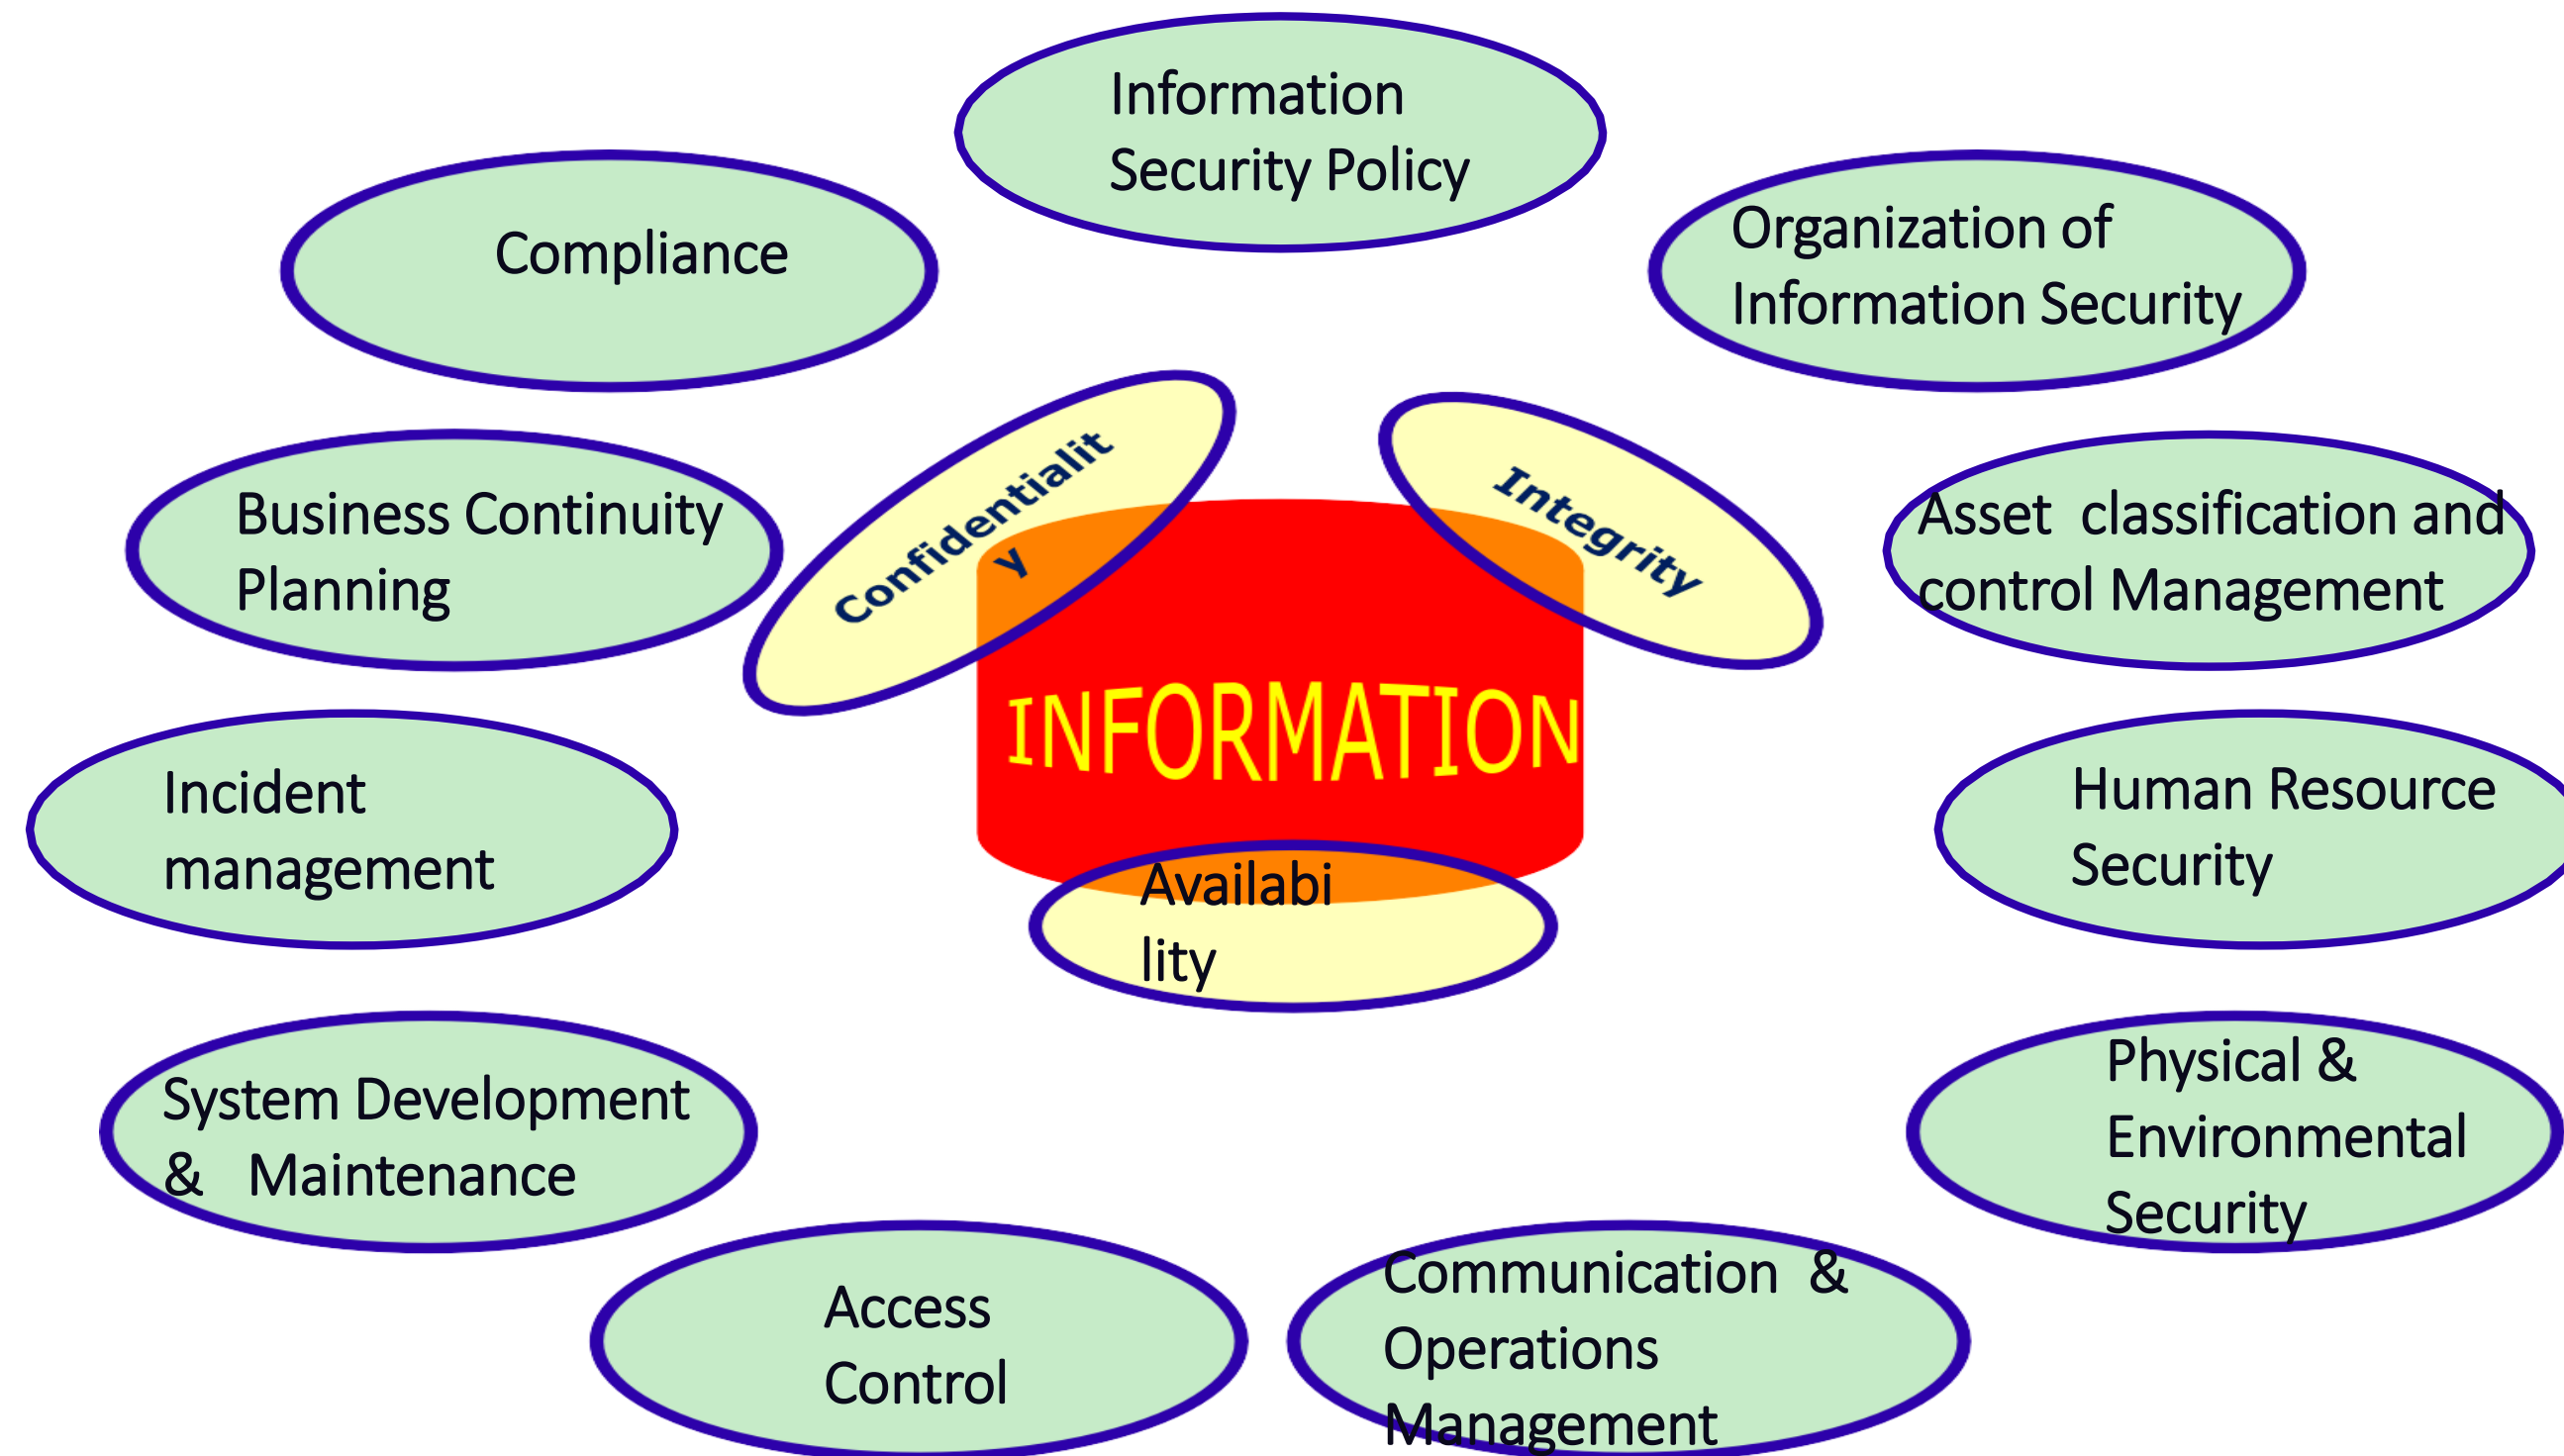 Information
Security Policy
Compliance
Organization of
Information Security
Confidentialit
y
Integrity
Business Continuity
Planning
Asset  classification and
control Management
INFORMATION
Incident
management
Human Resource
Security
Availabi
lity
System Development
&   Maintenance
Physical &
Environmental
Security
Access
Control
Communication  &
Operations
Management